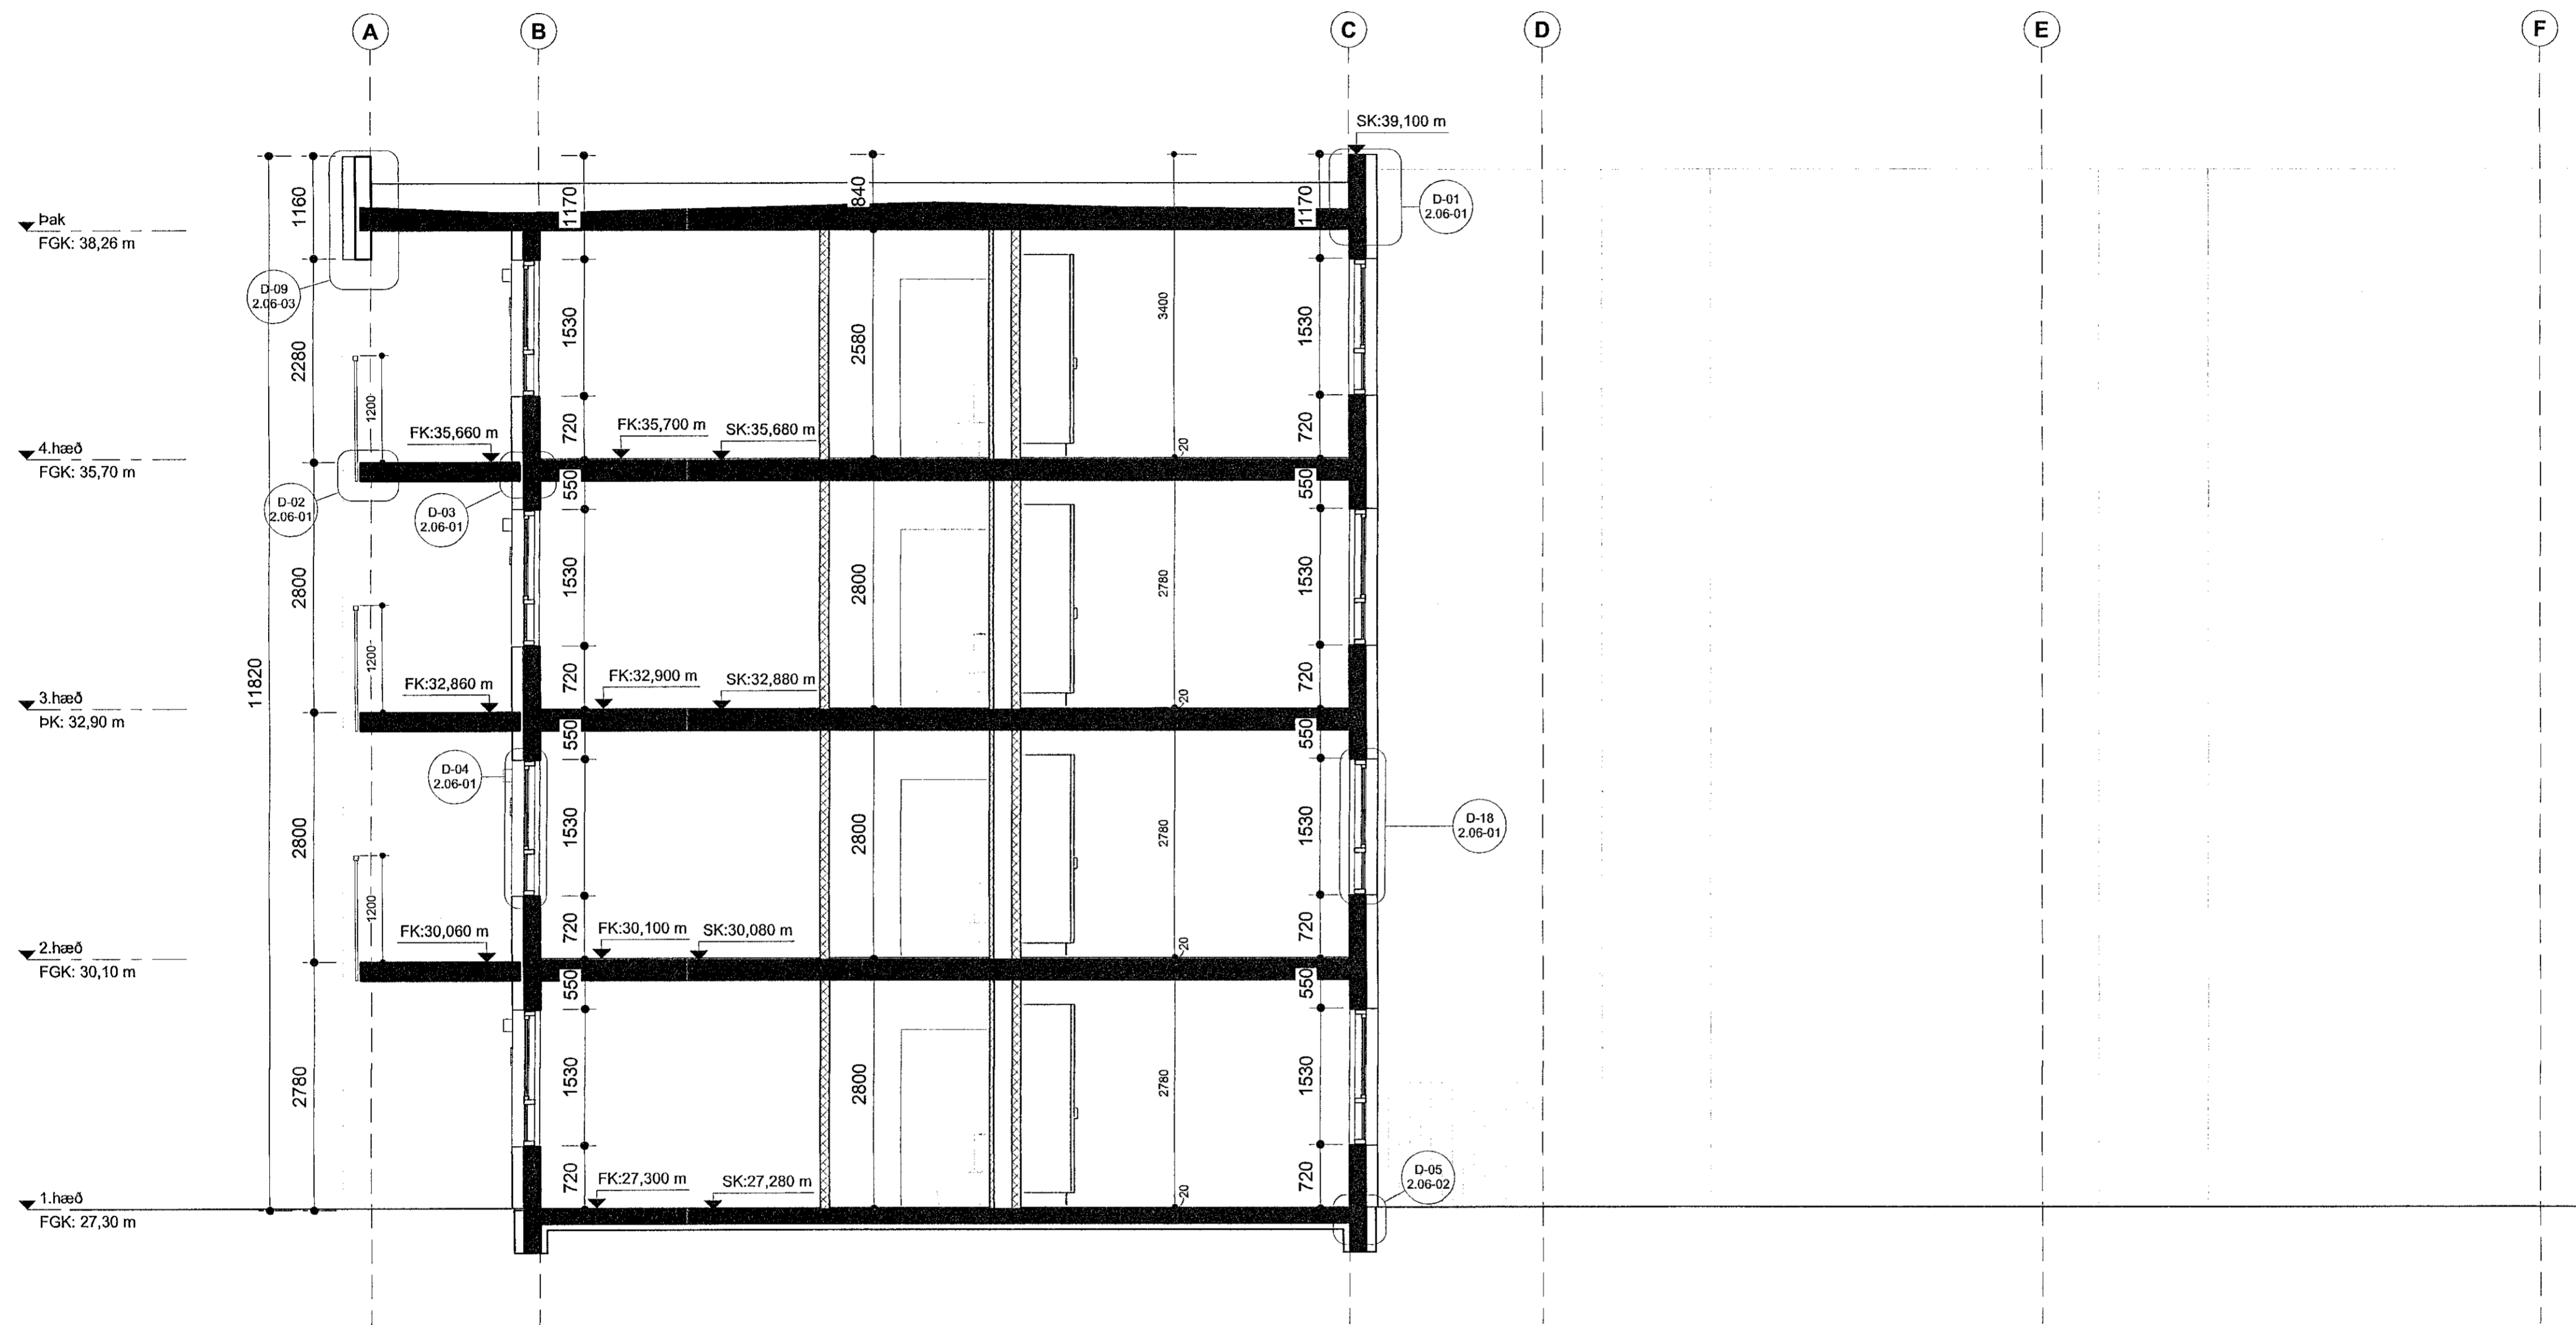 A
B
C
D
E
F
SK:39,100 m
1160
1170
840
1170
D-01
2.06-01
Þak
FGK: 38,26 m
D-09
2.06-03
2280
1530
2580
3400
1530
1200
720
FK:35,660 m
FK:35,700 m
SK:35,680 m
20
720
4.hæð
FGK: 35,70 m
550
550
D-02
2.06-01
D-03
2.06-01
2800
1530
2800
2780
1530
11820
1200
720
FK:32,860 m
FK:32,900 m
SK:32,880 m
20
720
3.hæð
ÞK: 32,90 m
550
550
D-04
2.06-01
2800
1530
2800
2780
1530
D-18
2.06-01
1200
720
FK:30,060 m
FK:30,100 m
SK:30,080 m
20
720
2.hæð
FGK: 30,10 m
550
550
2780
1530
2800
2780
1530
720
FK:27,300 m
SK:27,280 m
20
720
D-05
2.06-02
1.hæð
FGK: 27,30 m